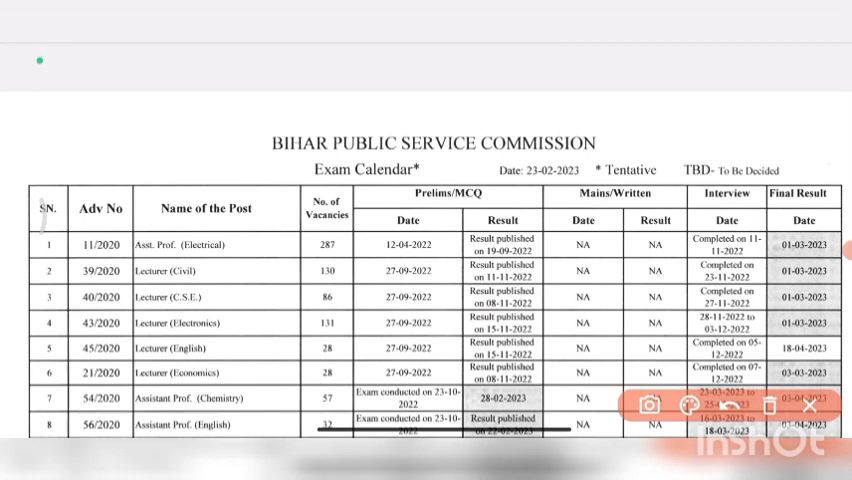 BIHAR PUBLIC SERVICE COMMISSION
Exam Calendar* Date: 23-02-2023 * Tentative TBD- To Be Decided
SN. Adv No Name of the Post No. of Vacancies Prelims/MCQ Mains/Written Interview Final Result
Date Result Date Result Date Date
1 11/2020 Asst. Prof. (Electrical) 287 12-04-2022 Result published on 19-09-2022 NA NA Completed on 11-11-2022 01-03-2023
2 39/2020 Lecturer (Civil) 130 27-09-2022 Result published on 11-11-2022 NA NA Completed on 23-11-2022 01-03-2023
3 40/2020 Lecturer (C.S.E.) 86 27-09-2022 Result published on 08-11-2022 NA NA Completed on 27-11-2022 01-03-2023
4 43/2020 Lecturer (Electronics) 131 27-09-2022 Result published on 15-11-2022 NA NA 28-11-2022 to 03-12-2022 01-03-2023
5 45/2020 Lecturer (English) 28 27-09-2022 Result published on 15-11-2022 NA NA Completed on 05-12-2022 18-04-2023
6 21/2020 Lecturer (Economics) 28 27-09-2022 Result published on 08-11-2022 NA NA Completed on 07-12-2022 03-03-2023
7 54/2020 Assistant Prof. (Chemistry) 57 Exam conducted on 23-10-2022 28-02-2023 NA 23-03-2023 to
8 56/2020 Assistant Prof. (English) 32 Exam conducted on 23-10-2022 Result published on 22-02-2023 NA NA 16-03-2023 to 18-03-2023 03-04-2023
InShOt